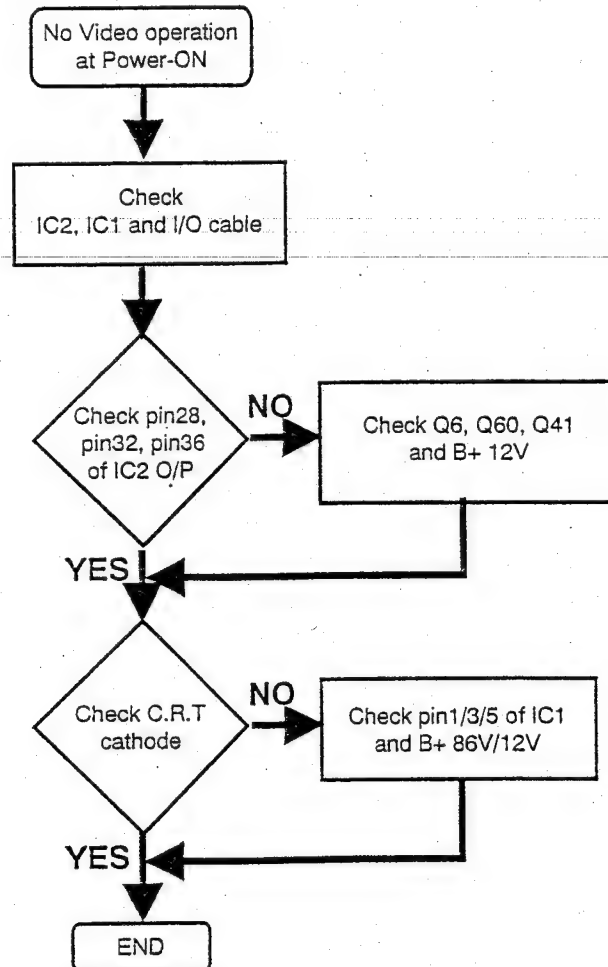 No Video operation
at Power-ON
Check
IC2, IC1 and I/O cable
Check pin28,
pin32, pin36
of IC2 O/P
NO
Check Q6, Q60, Q41
and B+ 12V
YES
Check C.R.T
cathode
NO
Check pin1/3/5 of IC1
and B+ 86V/12V
YES
END